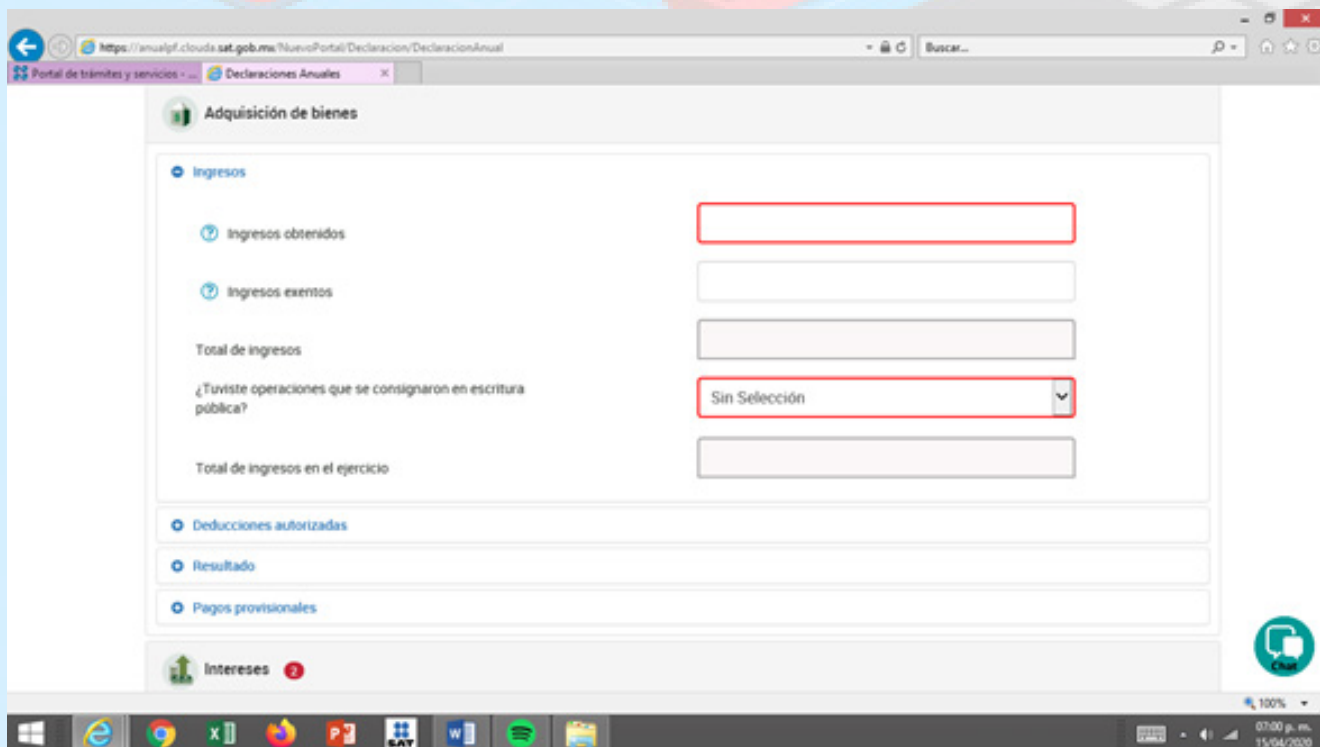 https://anualpf.clouda.sat.gob.mx/NuevoPortal/Declaracion/DeclaracionAnual
Buscar...
Portal de trámites y servicios - ...
Declaraciones Anuales
Adquisición de bienes
Ingresos
Ingresos obtenidos
Ingresos exentos
Total de ingresos
¿Tuviste operaciones que se consignaron en escritura
pública?
Sin Selección
Total de ingresos en el ejercicio
Deducciones autorizadas
Resultado
Pagos provisionales
Intereses 2
Chat
100%
SAT
07:00 p. m.
15/04/2020